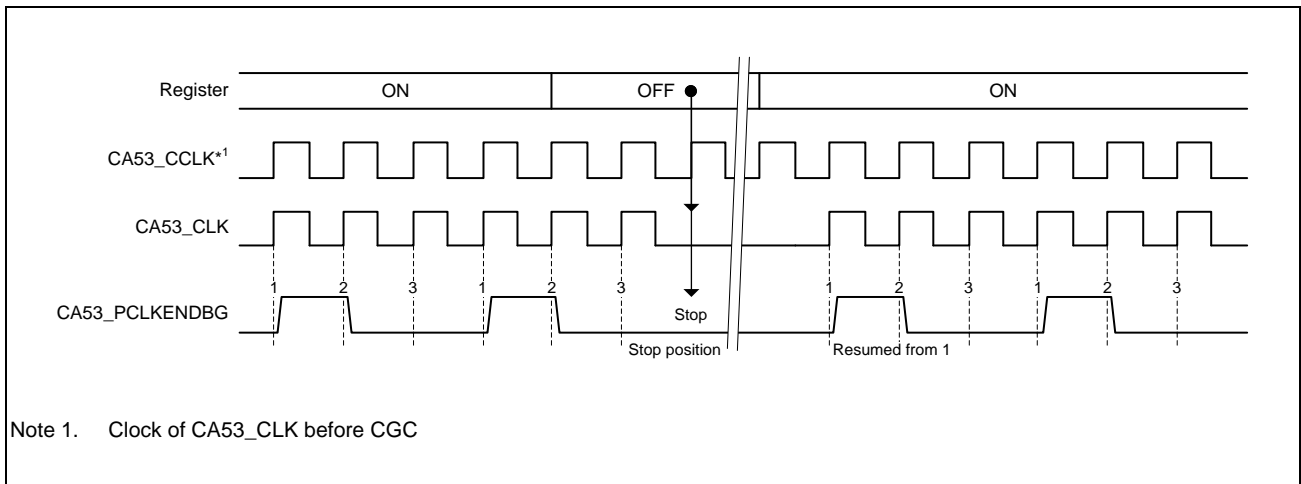 Register ON OFF ON
CA53_CCLK*1
CA53_CLK
1 2 3 1 2 3 1 2 3 1 2 3
CA53_PCLKENDBG
Stop
Stop position Resumed from 1
Note 1. Clock of CA53_CLK before CGC